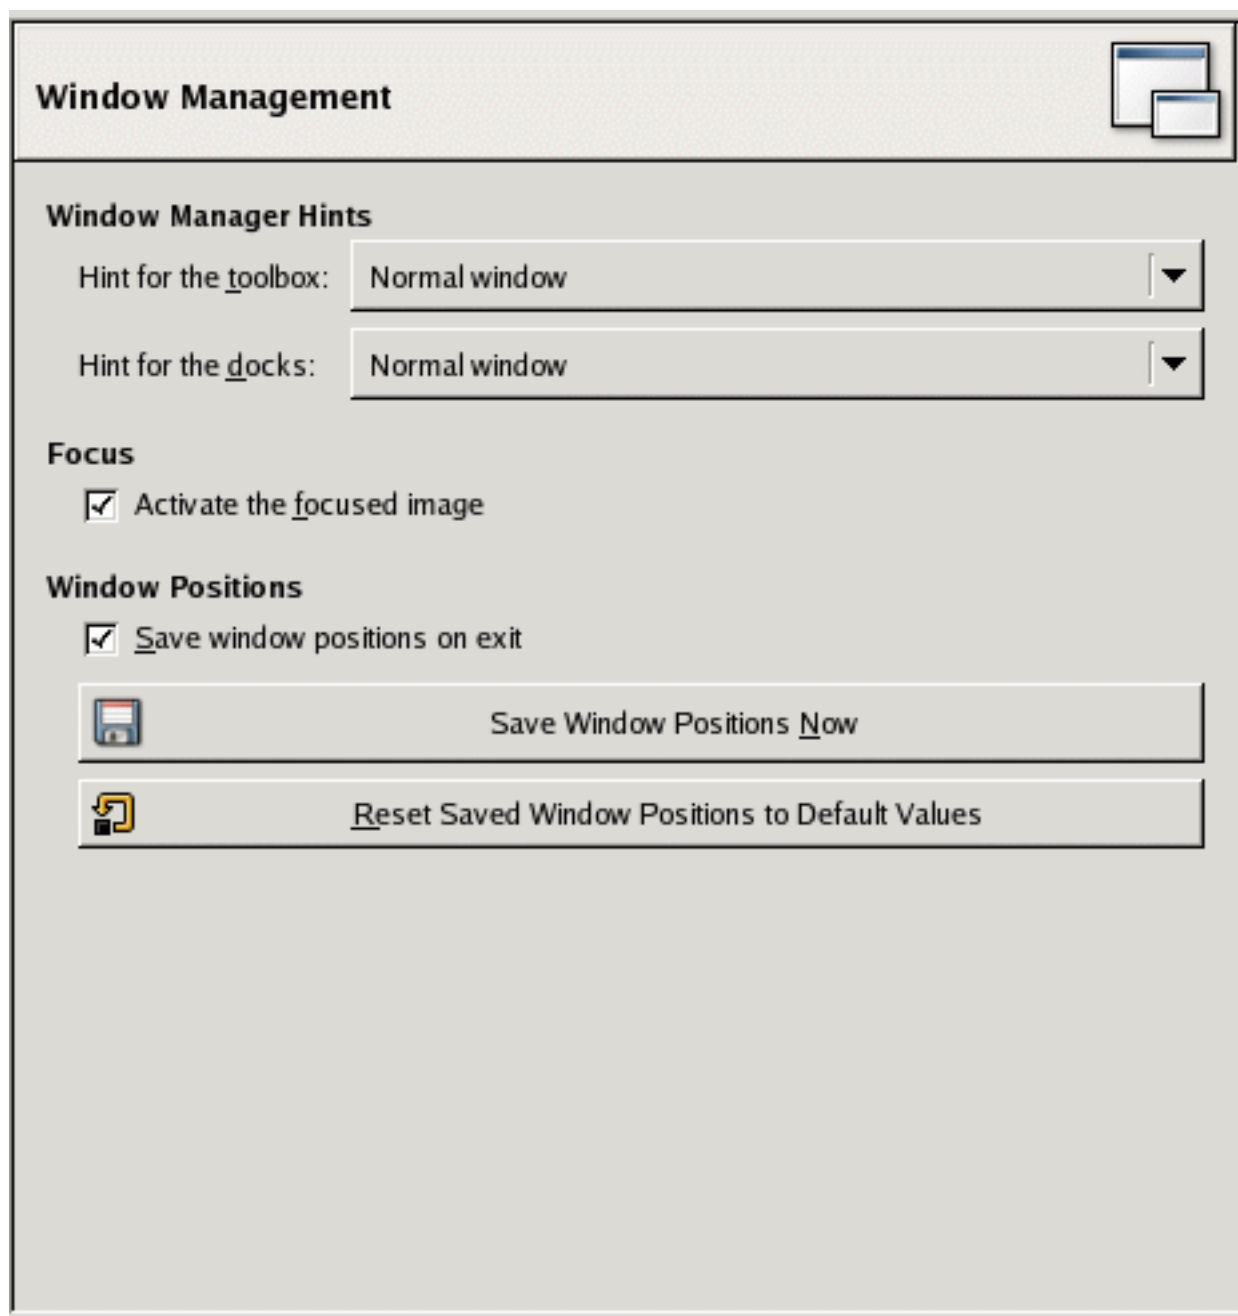 Window Management
Window Manager Hints
Hint for the toolbox: Normal window
Hint for the docks: Normal window
Focus
Activate the focused image
Window Positions
Save window positions on exit
Save Window Positions Now
Reset Saved Window Positions to Default Values